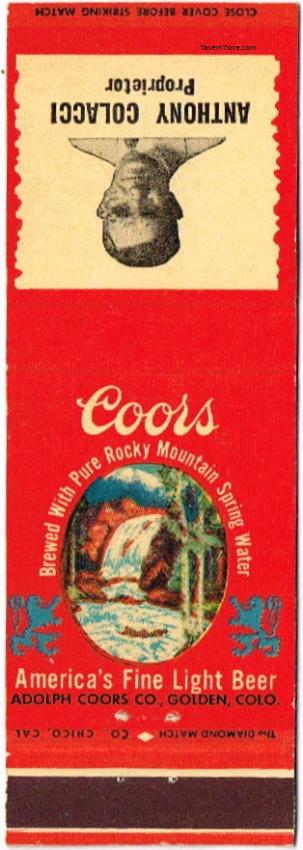 CLOSE COVER BEFORE STRIKING MATCH
TavernTrove.com
ANTHONY COLACCI
Proprietor
Coors
Brewed With Pure Rocky Mountain Spring Water
America's Fine Light Beer
ADOLPH COORS CO., GOLDEN, COLO.
The DIAMOND MATCH CO. CHICO, CAL